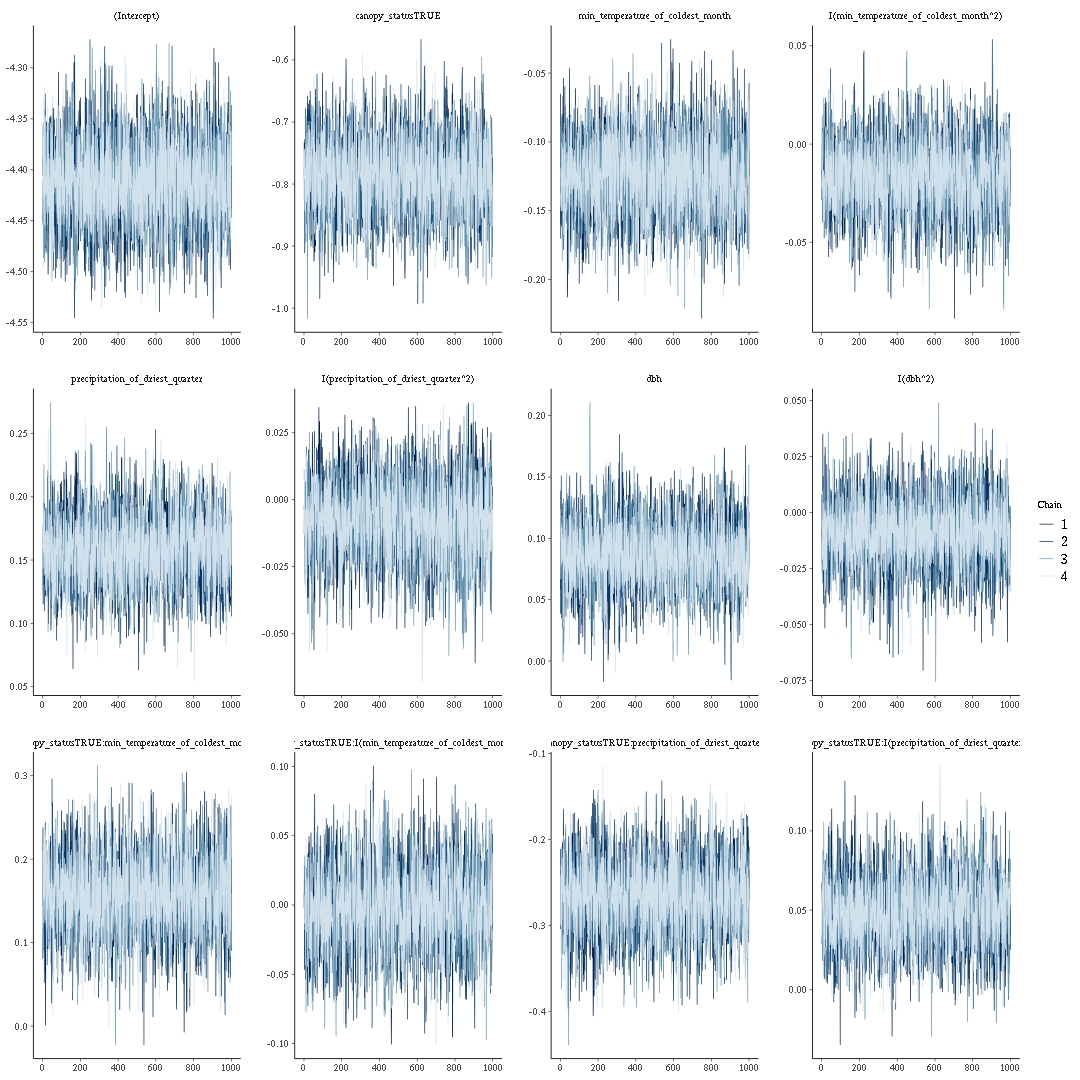 (Intercept)
canopy_statusTRUE
min_temperature_of_coldest_month
I(min_temperature_of_coldest_month^2)
-4.30
-4.35
-4.40
-4.45
-4.50
-4.55
0 200 400 600 800 1000
-0.6
-0.7
-0.8
-0.9
-1.0
0 200 400 600 800 1000
-0.05
-0.10
-0.15
-0.20
0 200 400 600 800 1000
0.05
0.00
-0.05
0 200 400 600 800 1000
precipitation_of_driest_quarter
I(precipitation_of_driest_quarter^2)
dbh
I(dbh^2)
0.25
0.20
0.15
0.10
0.05
0 200 400 600 800 1000
0.025
0.000
-0.025
-0.050
0 200 400 600 800 1000
0.20
0.15
0.10
0.05
0.00
0 200 400 600 800 1000
0.050
0.025
0.000
-0.025
-0.050
-0.075
0 200 400 600 800 1000
Chain
1
2
3
4
py_statusTRUE:min_temperature_of_coldest_mo
_statusTRUE:I(min_temperature_of_coldest_mon
nopy_statusTRUE:precipitation_of_driest_quarte
py_statusTRUE:I(precipitation_of_driest_quarte
0.3
0.2
0.1
0.0
0 200 400 600 800 1000
0.10
0.05
0.00
-0.05
-0.10
0 200 400 600 800 1000
-0.1
-0.2
-0.3
-0.4
0 200 400 600 800 1000
0.10
0.05
0.00
0 200 400 600 800 1000